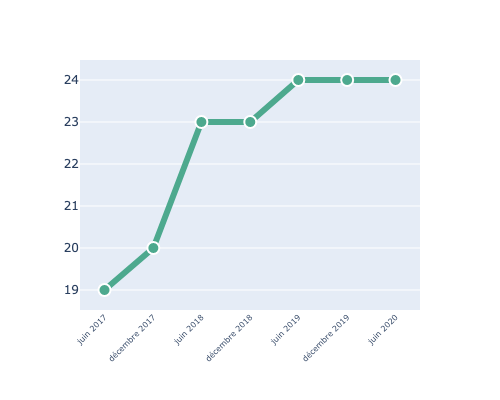 24
23
22
21
20
19
juin 2017
décembre 2017
juin 2018
décembre 2018
juin 2019
décembre 2019
juin 2020